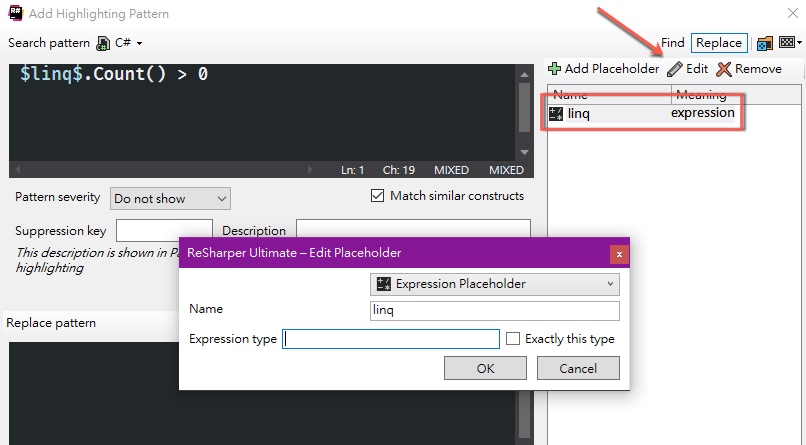 Add Highlighting Pattern
Search pattern C# Find Replace
$linq$.Count() > 0
Add Placeholder Edit Remove
Name Meaning
linq expression
Ln: 1 Ch: 19 MIXED MIXED
Pattern severity Do not show Match similar constructs
Suppression key Description
This description is shown in Pa
highlighting
ReSharper Ultimate – Edit Placeholder
Expression Placeholder
Name linq
Expression type Exactly this type
OK Cancel
Replace pattern